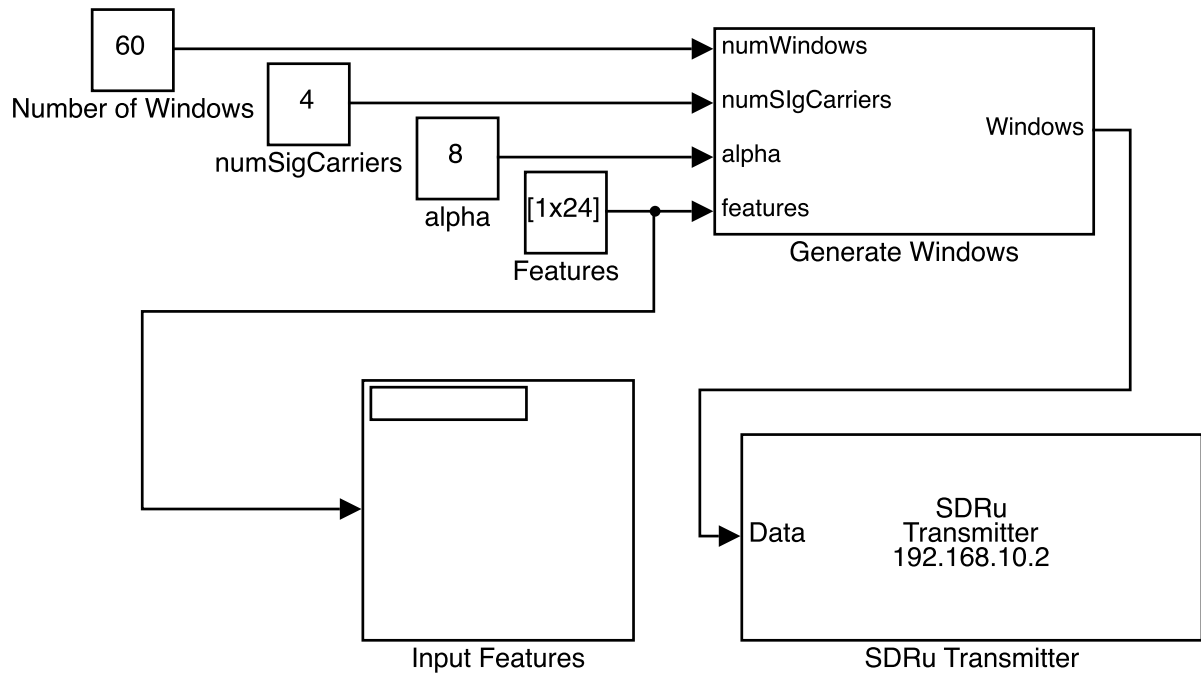 60
Number of Windows
4
numSigCarriers
8
alpha
[1x24]
Features
numWindows
numSIgCarriers
alpha
features
Windows
Generate Windows
Input Features
Data
SDRu
Transmitter
192.168.10.2
SDRu Transmitter